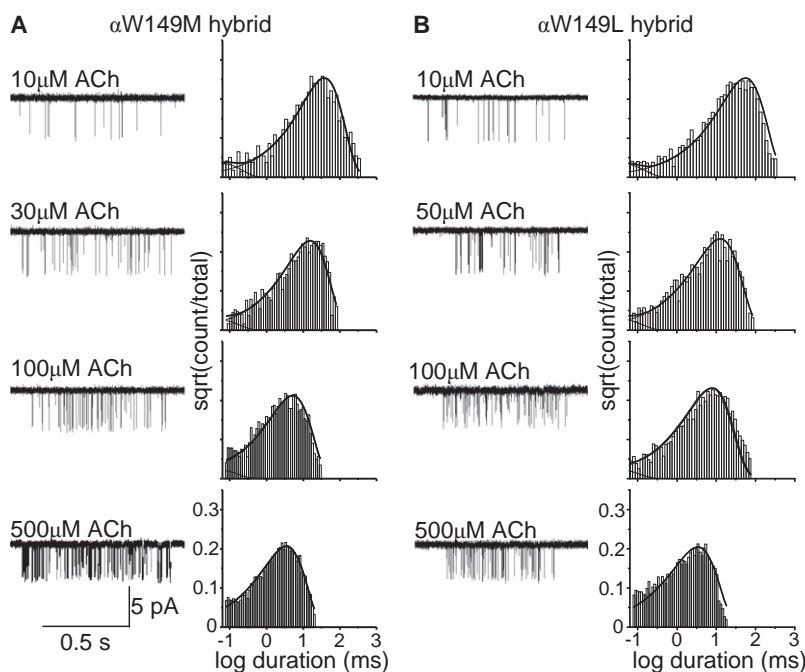 A
αW149M hybrid
10μM ACh
30μM ACh
100μM ACh
500μM ACh
5 pA
0.5 s
sqrt(count/total)
0.3
0.2
0.1
0
-1 0 1 2 3
log duration (ms)
B
αW149L hybrid
10μM ACh
50μM ACh
100μM ACh
500μM ACh
sqrt(count/total)
0.3
0.2
0.1
0
-1 0 1 2 3
log duration (ms)